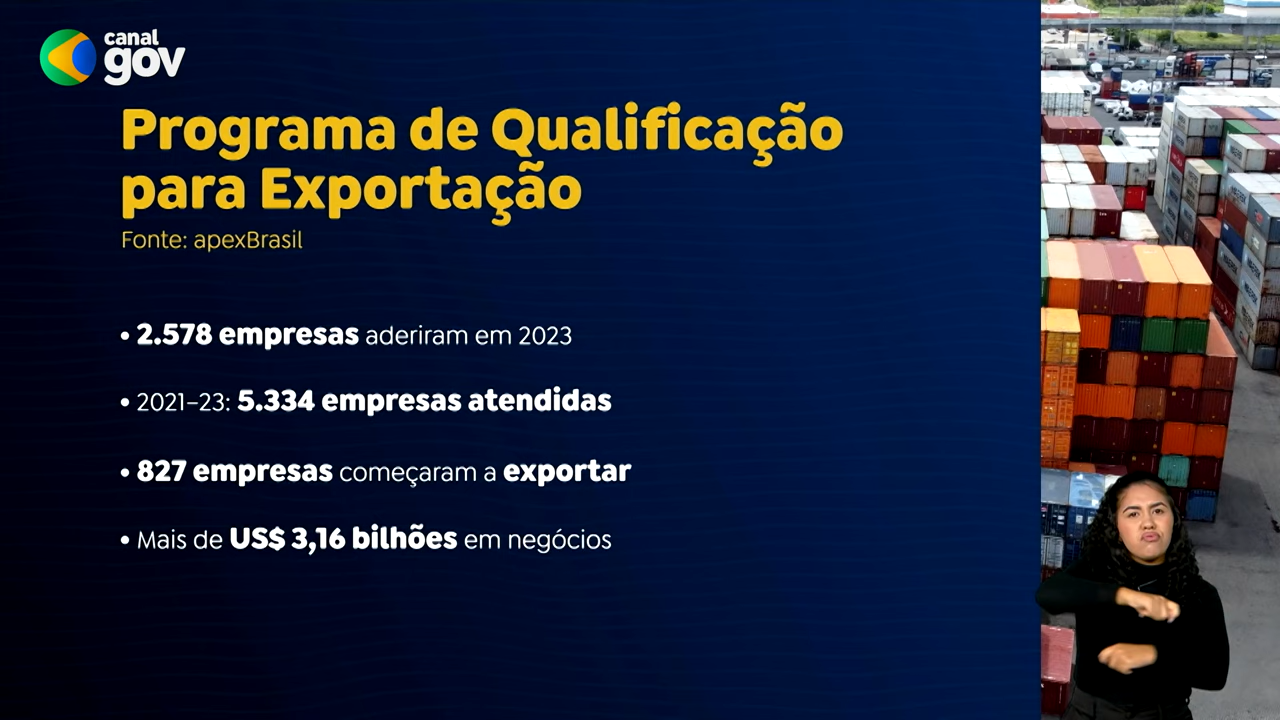 canal
gov
Programa de Qualificação
para Exportação
Fonte: apexBrasil
• 2.578 empresas aderiram em 2023
• 2021–23: 5.334 empresas atendidas
• 827 empresas começaram a exportar
• Mais de US$ 3,16 bilhões em negócios